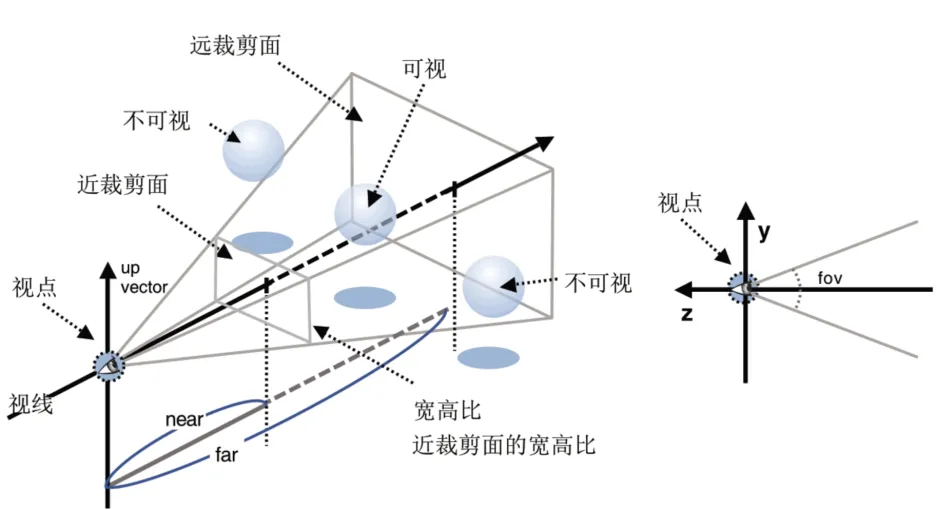 远裁剪面
可视
不可视
近裁剪面
视点
up
vector
视点
y
fov
z
不可视
视线
near
far
宽高比
近裁剪面的宽高比